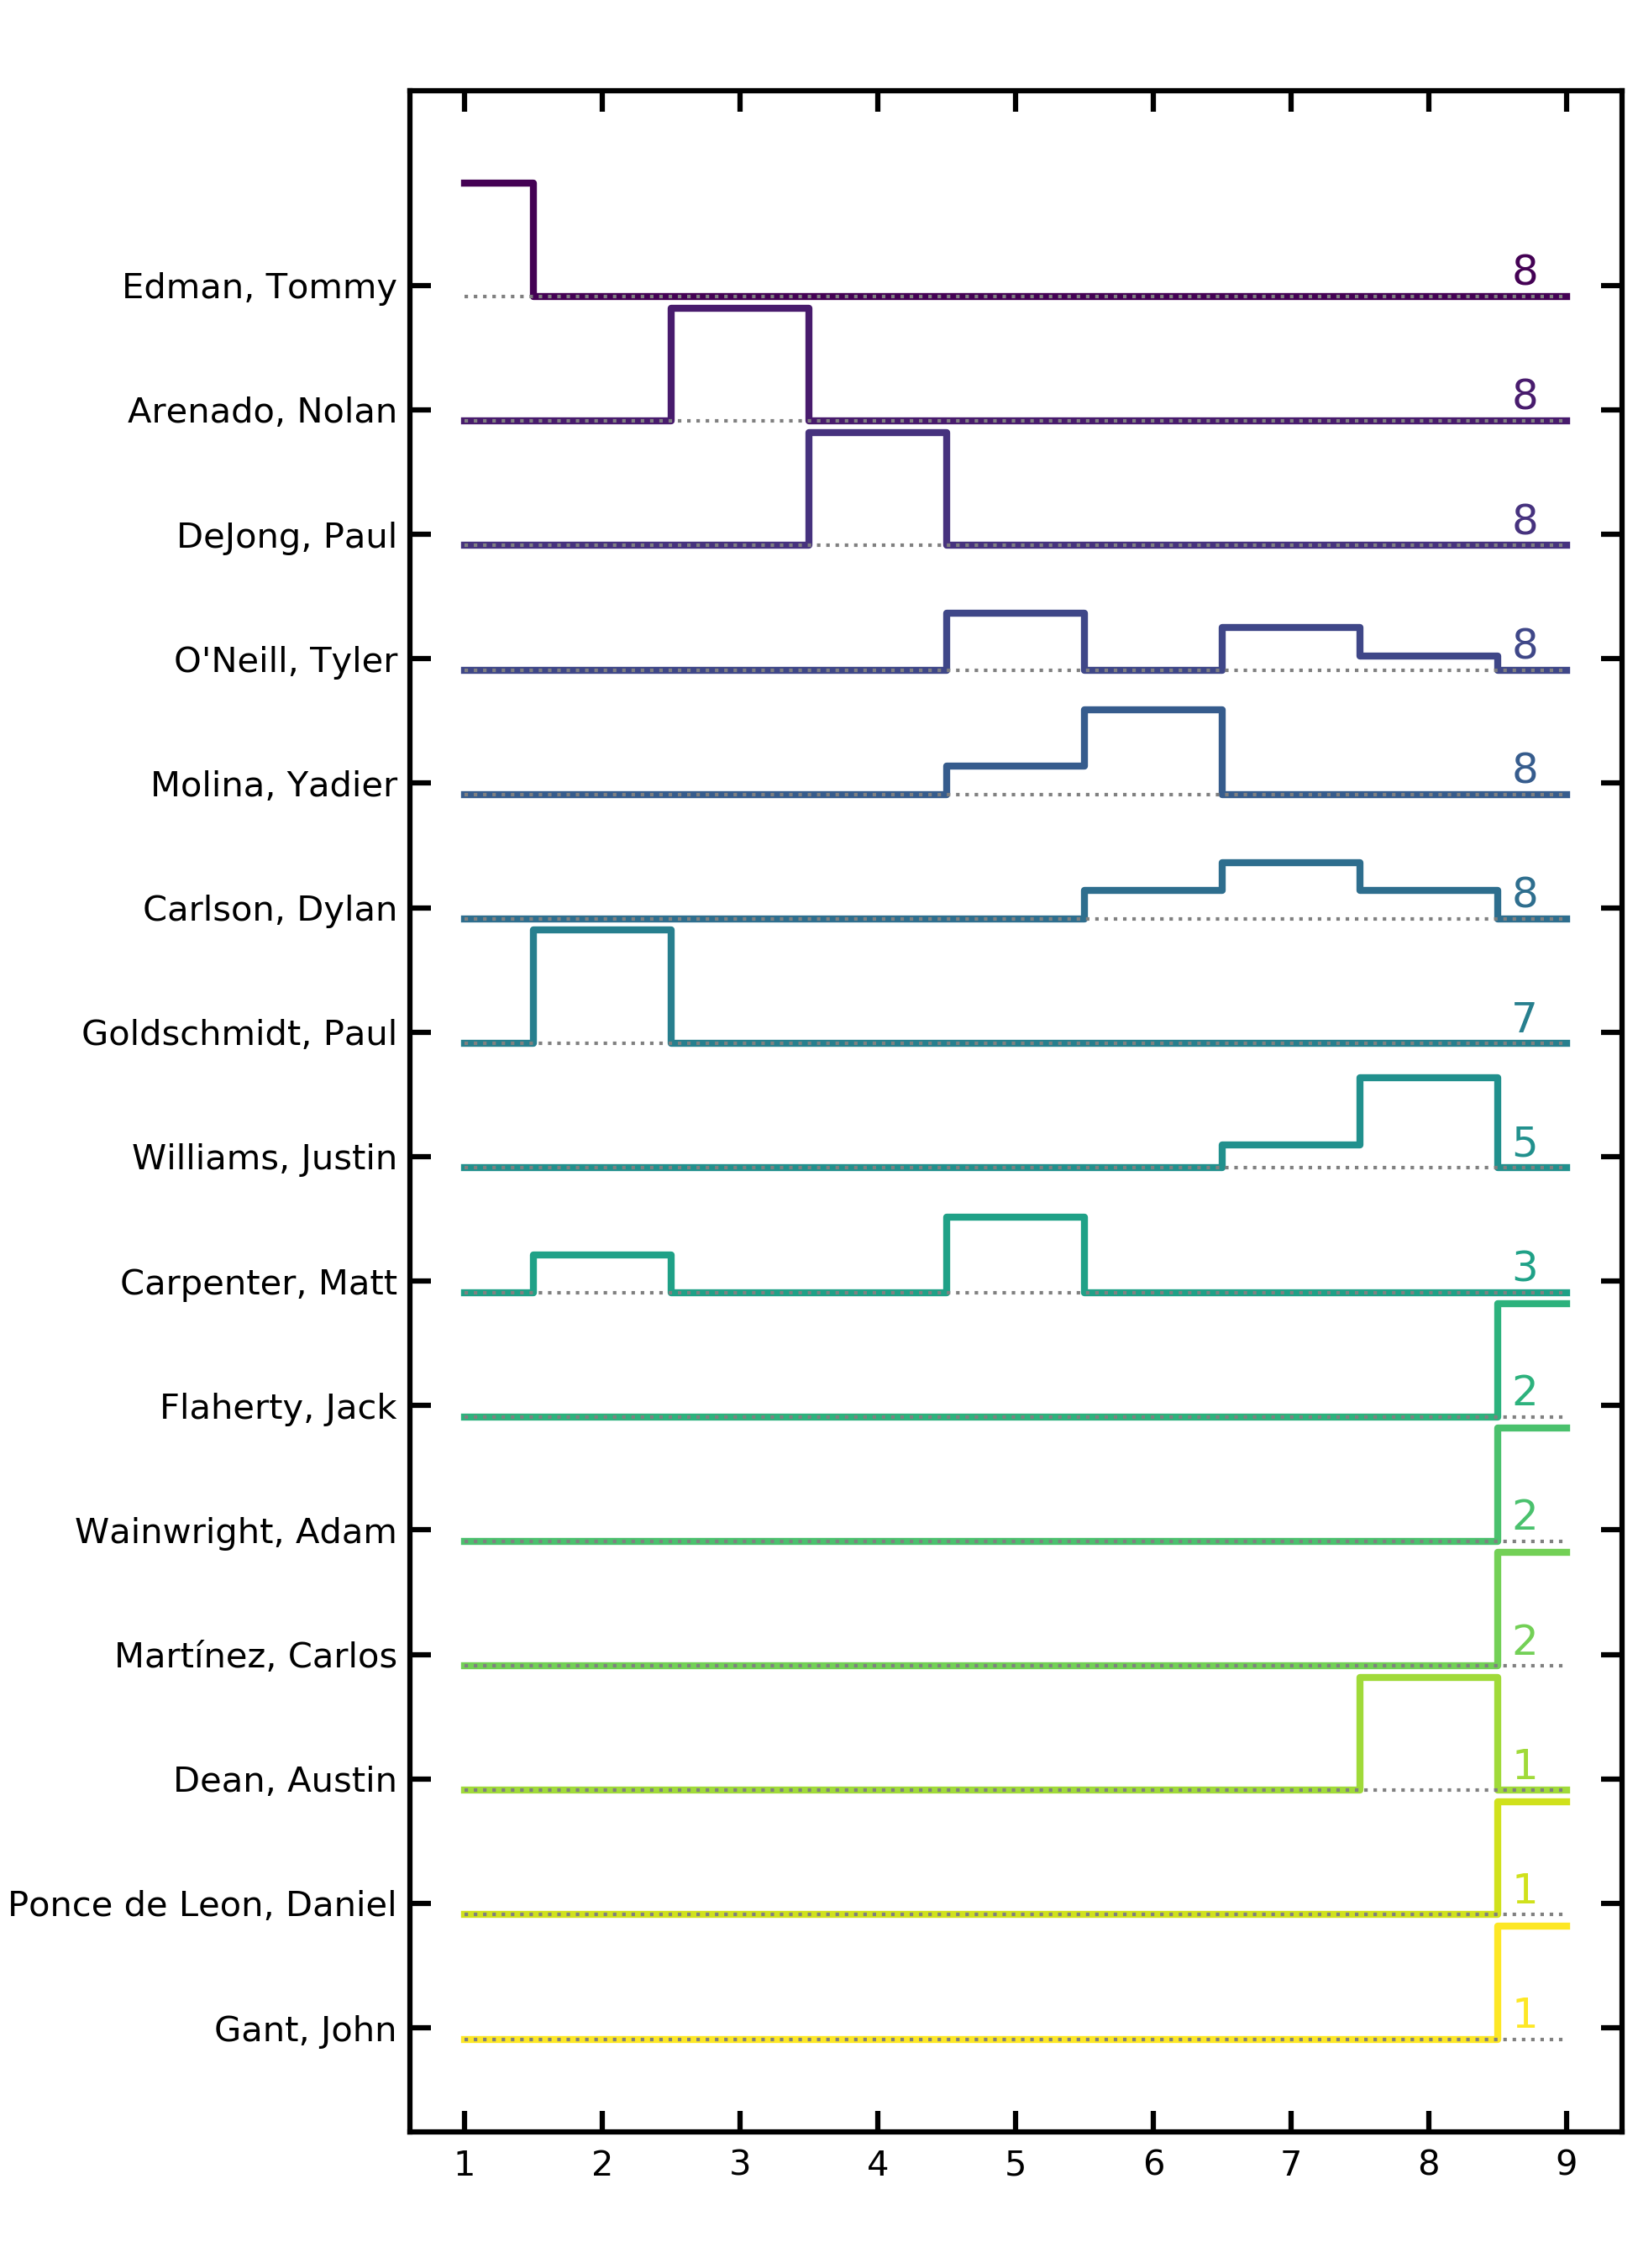 Edman, Tommy 8
Arenado, Nolan 8
DeJong, Paul 8
O'Neill, Tyler 8
Molina, Yadier 8
Carlson, Dylan 8
Goldschmidt, Paul 7
Williams, Justin 5
Carpenter, Matt 3
Flaherty, Jack 2
Wainwright, Adam 2
Martínez, Carlos 2
Dean, Austin 1
Ponce de Leon, Daniel 1
Gant, John 1
1 2 3 4 5 6 7 8 9